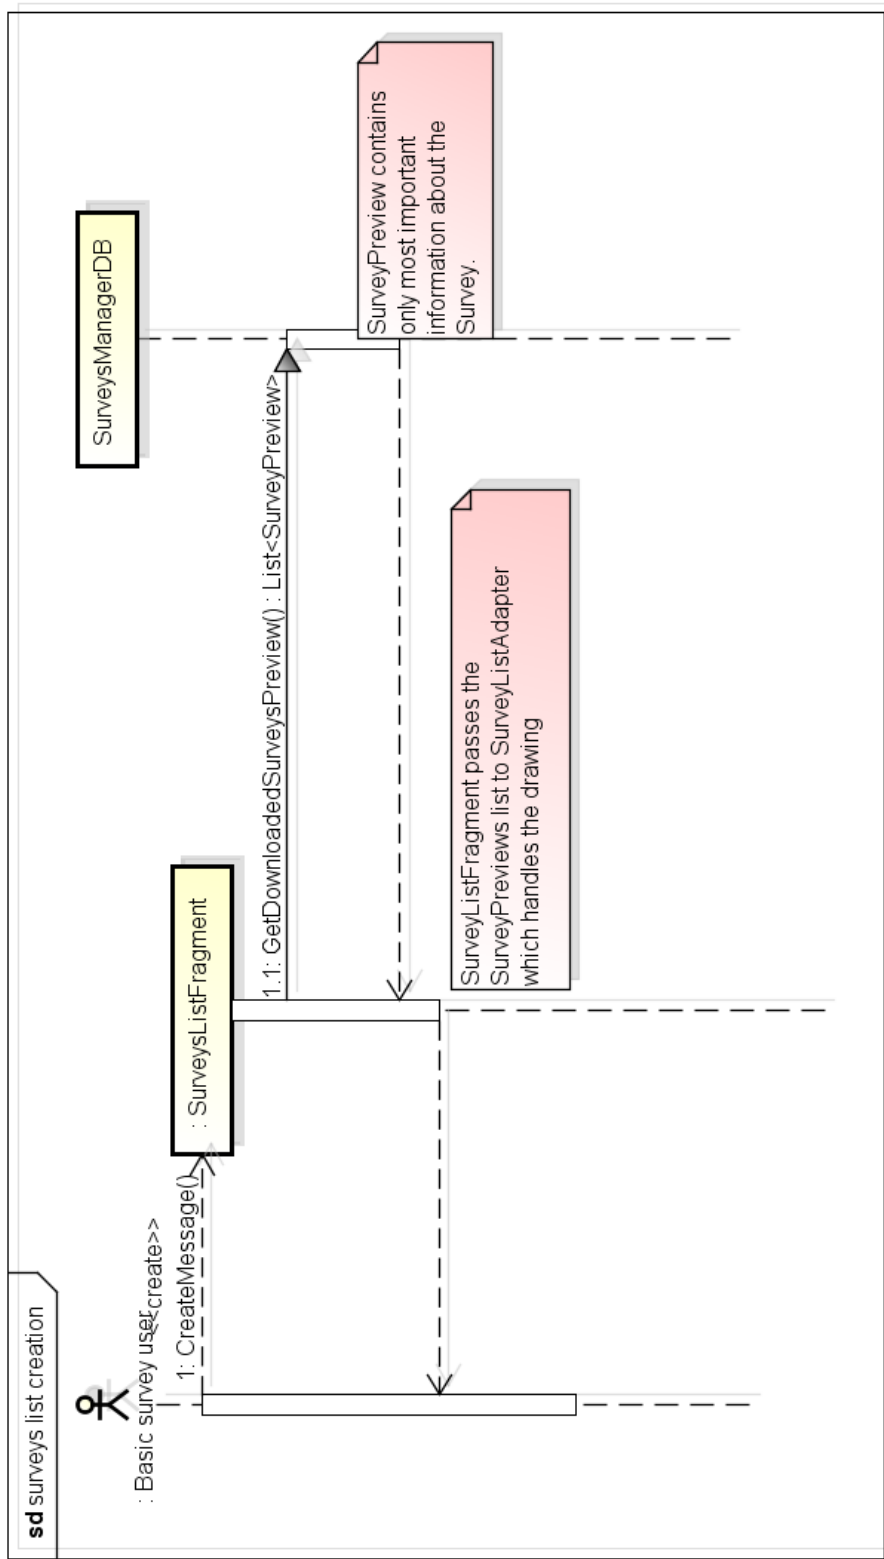 sd surveys list creation
: Basic survey user
<<create>>
1: CreateMessage()
: SurveysListFragment
1.1: GetDownloadedSurveysPreview() : List<SurveyPreview>
SurveysManagerDB
SurveyPreview contains
only most important
information about the
Survey.
SurveyListFragment passes the
SurveyPreviews list to SurveyListAdapter
which handles the drawing